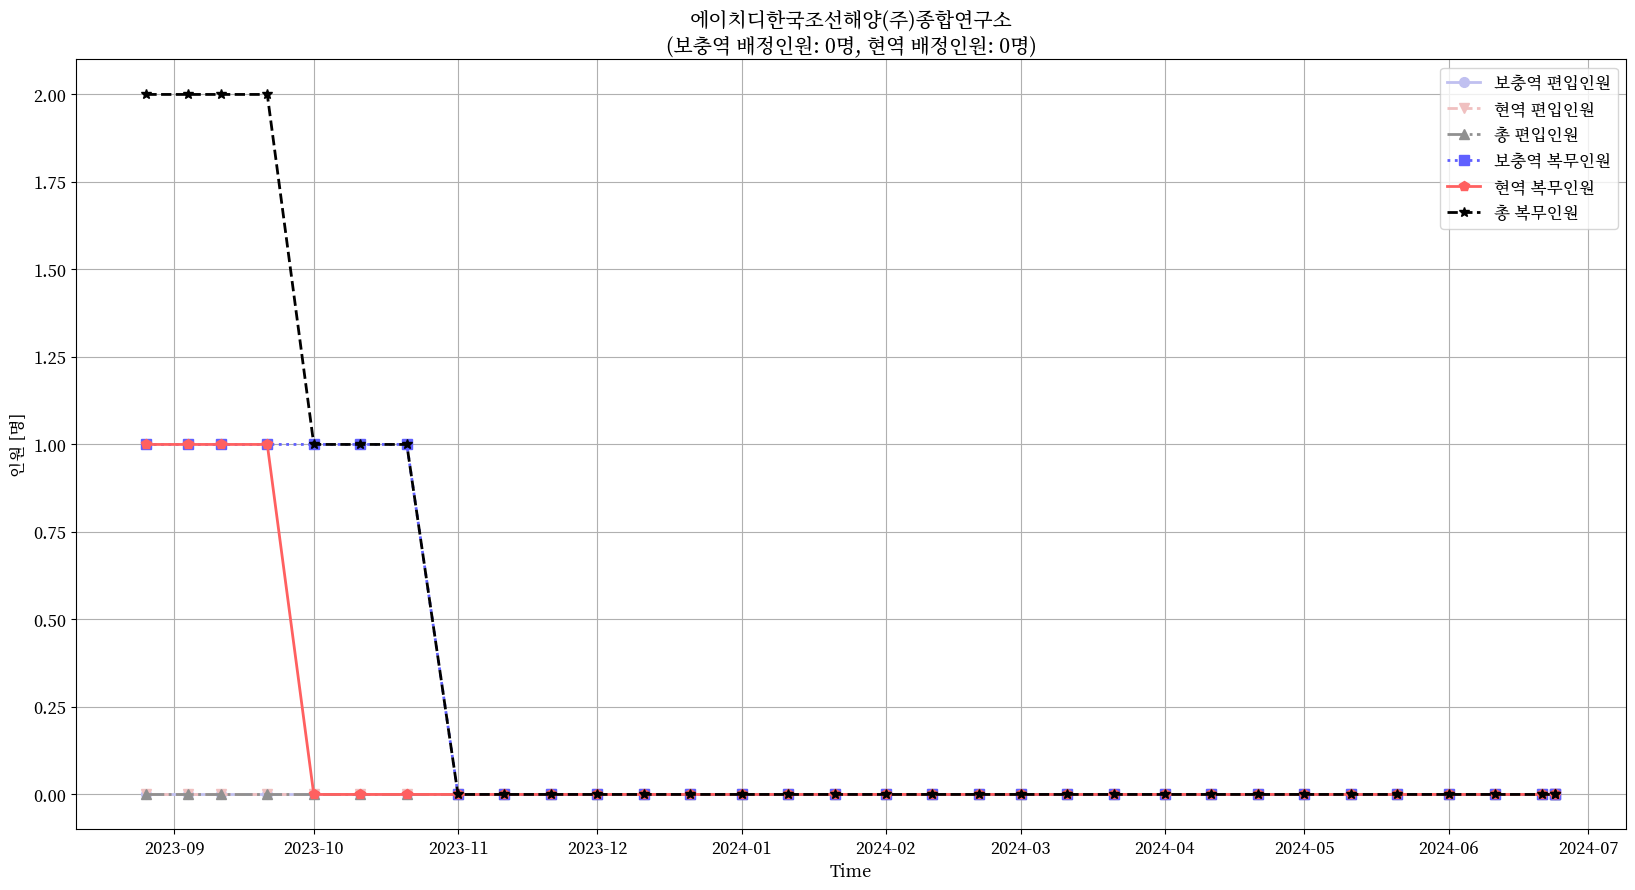 에이치디한국조선해양(주)종합연구소
(보충역 배정인원: 0명, 현역 배정인원: 0명)
보충역 편입인원
현역 편입인원
총 편입인원
보충역 복무인원
현역 복무인원
총 복무인원
인원 [명]
2.00
1.75
1.50
1.25
1.00
0.75
0.50
0.25
0.00
2023-09 2023-10 2023-11 2023-12 2024-01 2024-02 2024-03 2024-04 2024-05 2024-06 2024-07
Time